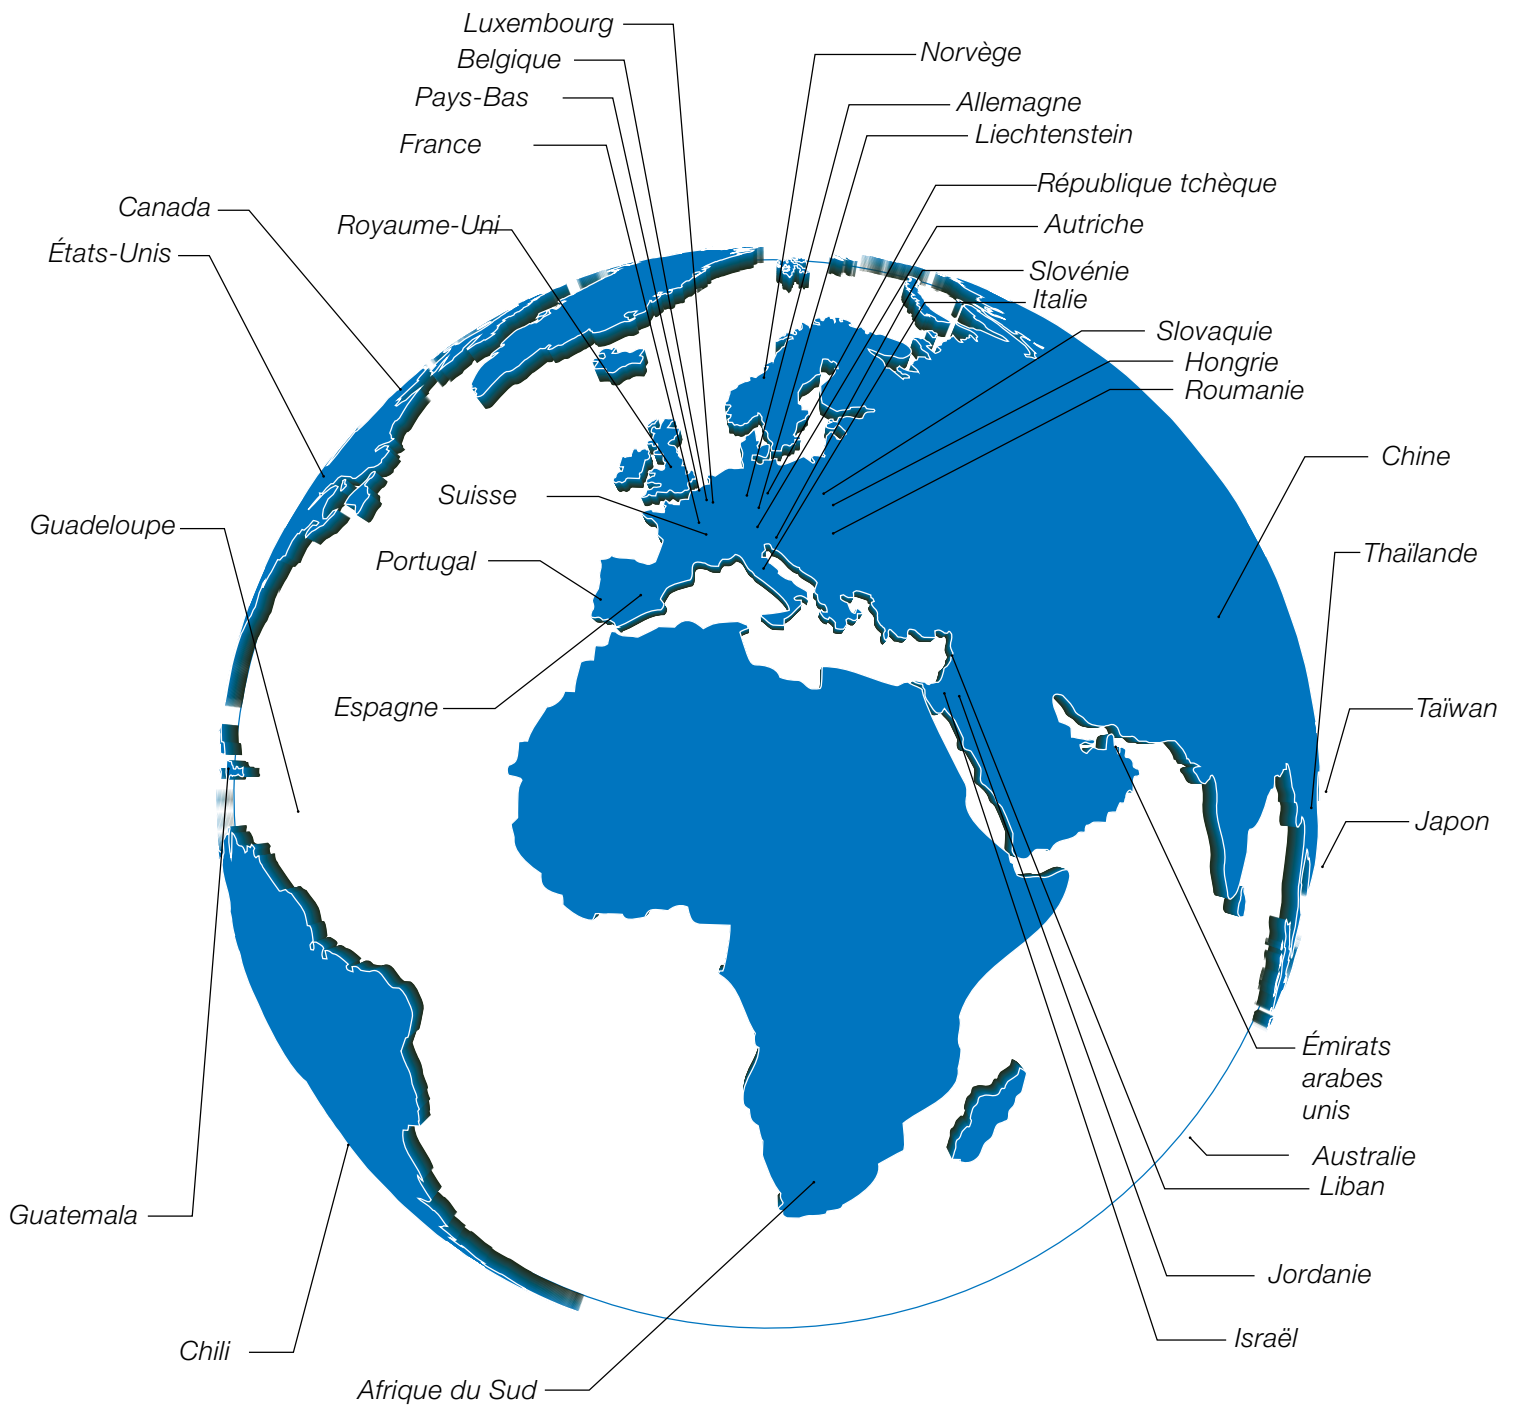 Luxembourg
Belgique
Pays-Bas
France
Canada
Royaume-Uni
États-Unis
Suisse
Guadeloupe
Portugal
Espagne
Guatemala
Chili
Afrique du Sud
Norvège
Allemagne
Liechtenstein
République tchèque
Autriche
Slovénie
Italie
Slovaquie
Hongrie
Roumanie
Chine
Thaïlande
Taïwan
Japon
Émirats
arabes
unis
Australie
Liban
Jordanie
Israël